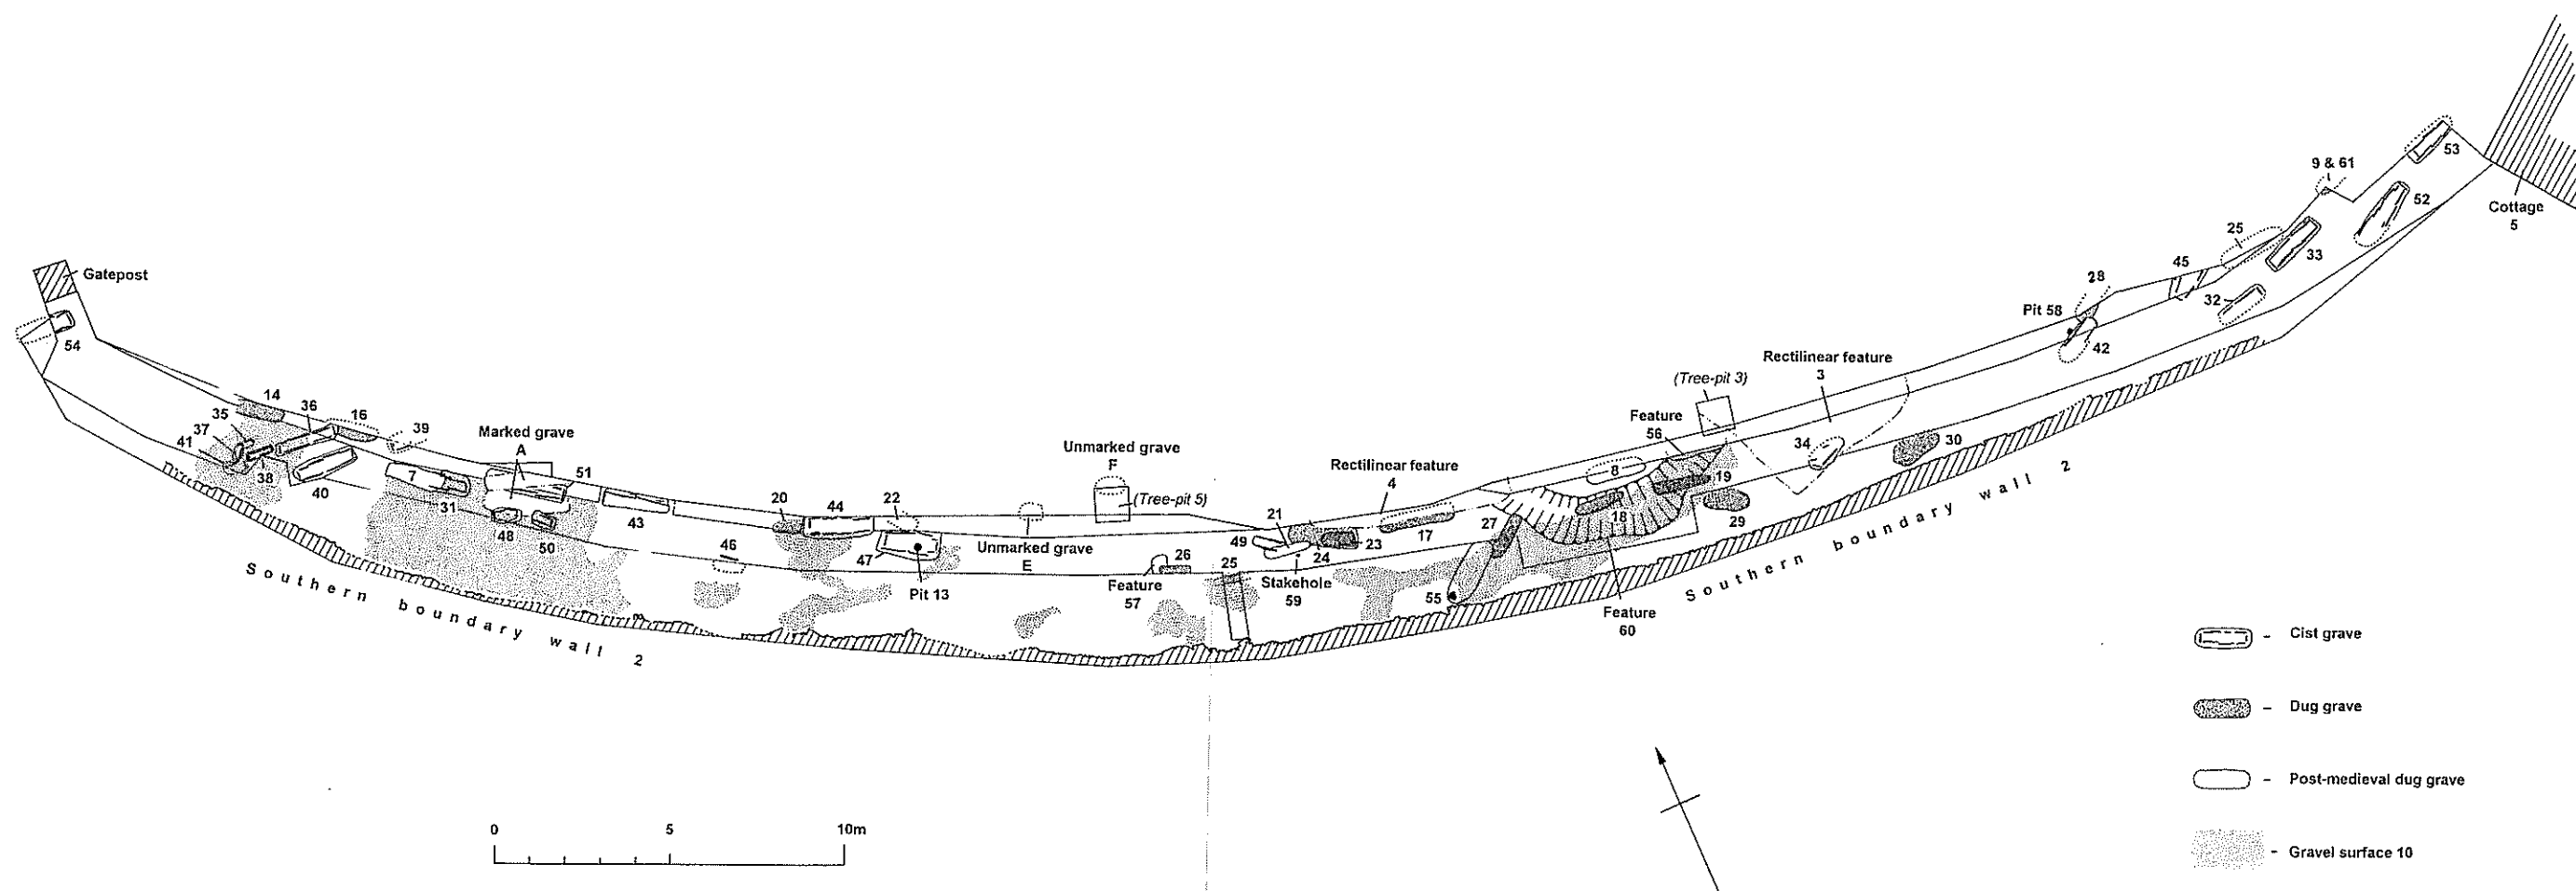 Gatepost
54
14
36
16
39
35
37
41
38
40
Marked grave
A
7
31
51
48
50
43
46
20
44
22
47
Pit 13
Unmarked grave
E
Unmarked grave
F
(Tree-pit 5)
Feature
57
26
25
21
49
24
23
Stakehole
59
Rectilinear feature
4
17
27
55
8
18
19
29
Feature
56
(Tree-pit 3)
Feature
60
Rectilinear feature
3
34
30
Pit 58
28
42
45
25
32
33
9 & 61
52
53
Cottage
5
Southern boundary wall 2
Southern boundary wall 2
0 5 10m
- Cist grave
- Dug grave
- Post-medieval dug grave
- Gravel surface 10